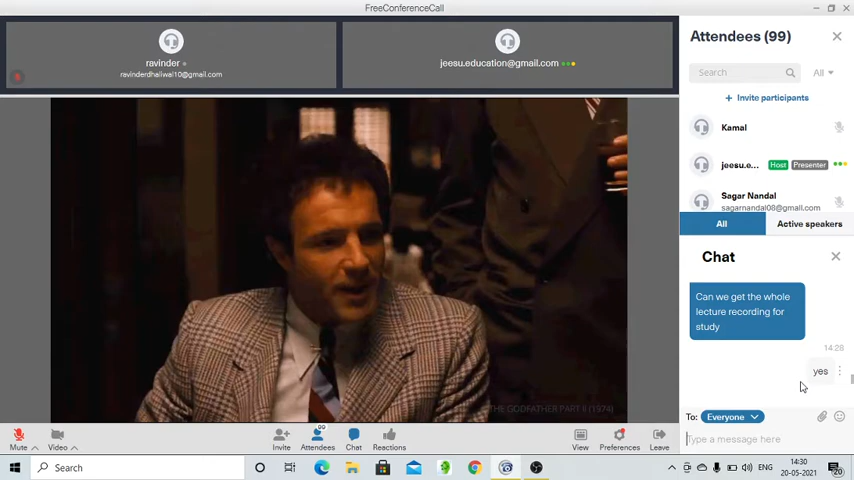 FreeConferenceCall
ravinder
ravinderdhaliwal10@gmail.com
jeesu.education@gmail.com
THE GODFATHER PART II (1974)
Attendees (99)
Search
All
+ Invite participants
Kamal
jeesu.e...
Host
Presenter
Sagar Nandal
sagarnandal08@gmail.com
All
Active speakers
Chat
Can we get the whole
lecture recording for
study
14:28
yes
To:
Everyone
Type a message here
Mute
Video
Invite
99
Attendees
Chat
Reactions
View
Preferences
Leave
Search
ENG
14:30
20-05-2021
20